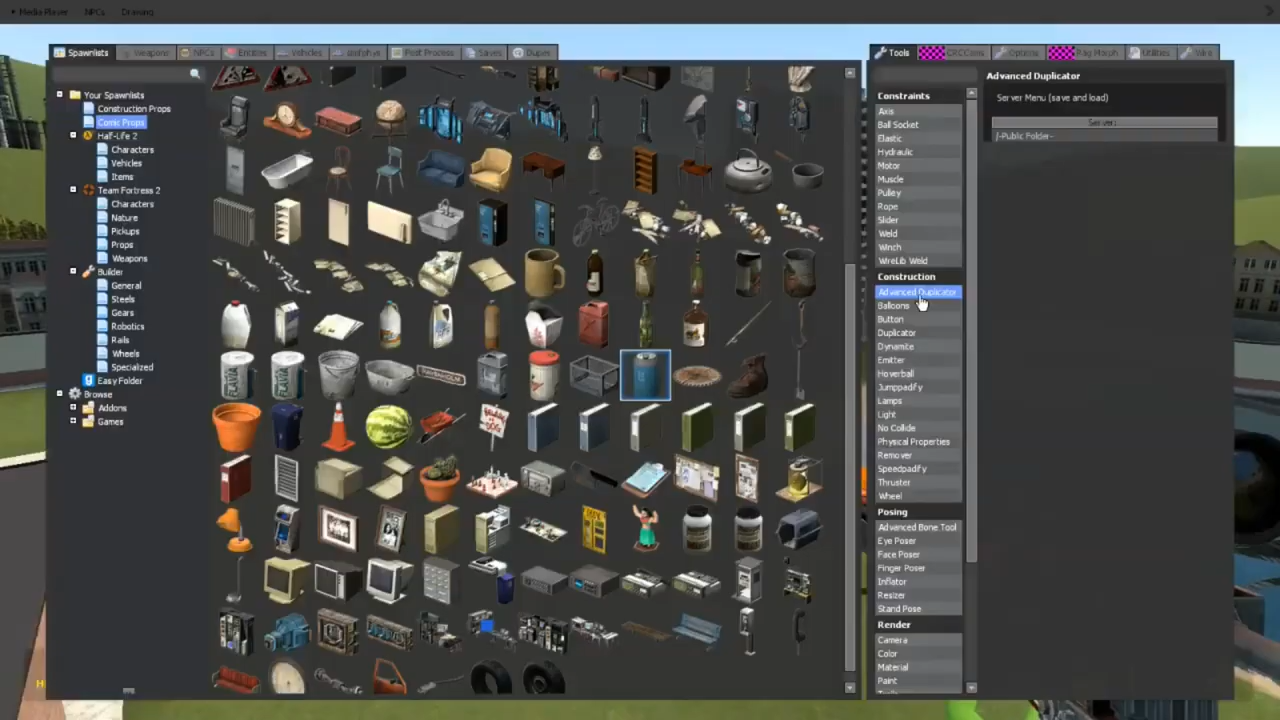 Media Player NPCs Drawing
Spawnlists Weapons NPCs Entities Vehicles Post Process Saves Dupes
Your Spawnlists
Construction Props
Comic Props
Half-Life 2
Characters
Vehicles
Items
Team Fortress 2
Characters
Nature
Pickups
Props
Weapons
Builder
General
Steels
Gears
Robotics
Rails
Wheels
Specialized
Easy Folder
Browse
Addons
Games
RAVENHOLM
Tools Options Rag Morph Utilities Wire
Constraints
Axis
Ball Socket
Elastic
Hydraulic
Motor
Muscle
Pulley
Rope
Slider
Weld
Winch
WireLib Weld
Construction
Advanced Duplicator
Balloons
Button
Duplicator
Dynamite
Emitter
Hoverball
Jumppadify
Lamps
Light
No Collide
Physical Properties
Remover
Speedpadify
Thruster
Wheel
Posing
Advanced Bone Tool
Eye Poser
Face Poser
Finger Poser
Inflator
Resizer
Stand Pose
Render
Camera
Color
Material
Paint
Advanced Duplicator
Server Menu (save and load)
Server:
/-Public Folder-